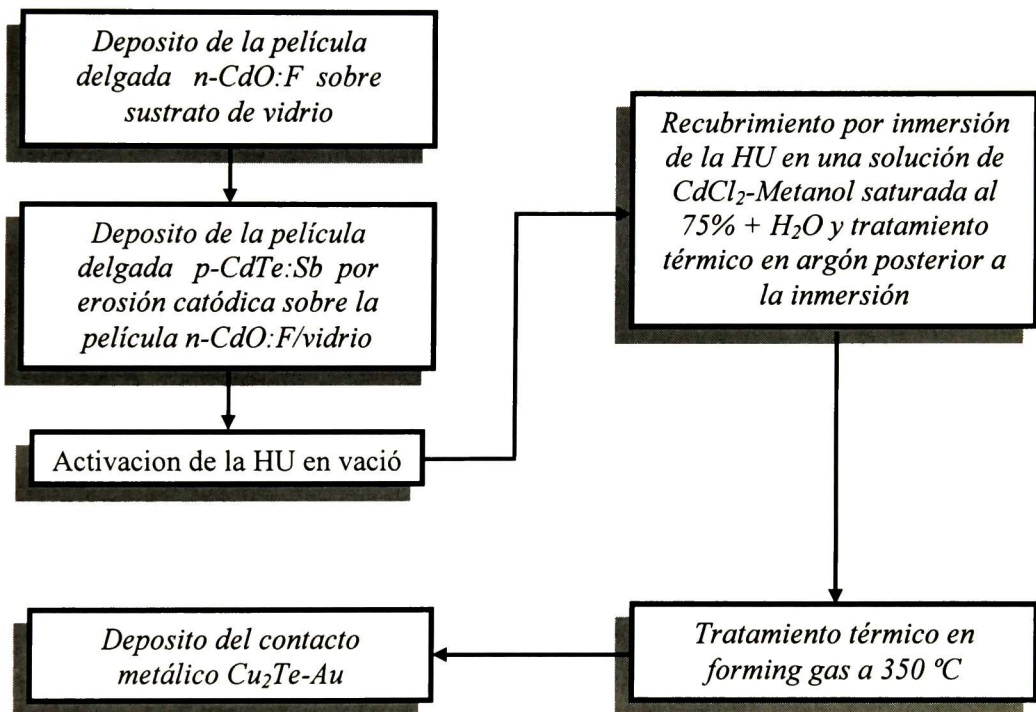 Deposito de la película
delgada n-CdO:F sobre
sustrato de vidrio
Deposito de la película
delgada p-CdTe:Sb por
erosión catódica sobre la
película n-CdO:F/vidrio
Activacion de la HU en vació
Recubrimiento por inmersión
de la HU en una solución de
CdCl₂-Metanol saturada al
75% + H₂O y tratamiento
térmico en argón posterior a
la inmersión
Tratamiento térmico en
forming gas a 350 ºC
Deposito del contacto
metálico Cu₂Te-Au